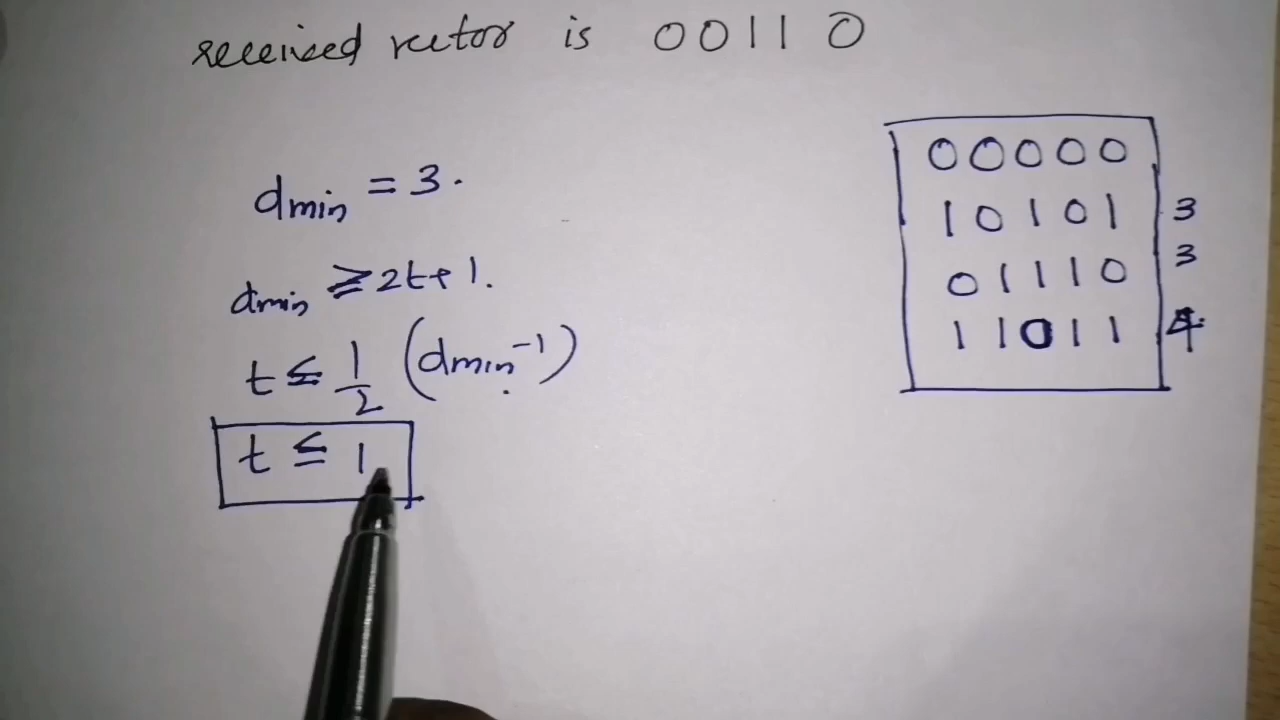 received vector is 00110
dmin = 3.
dmin ≥ 2t+1.
t ≤ 1/2 (dmin-1)
t ≤ 1
00000
10101 3
01110 3
11011 4